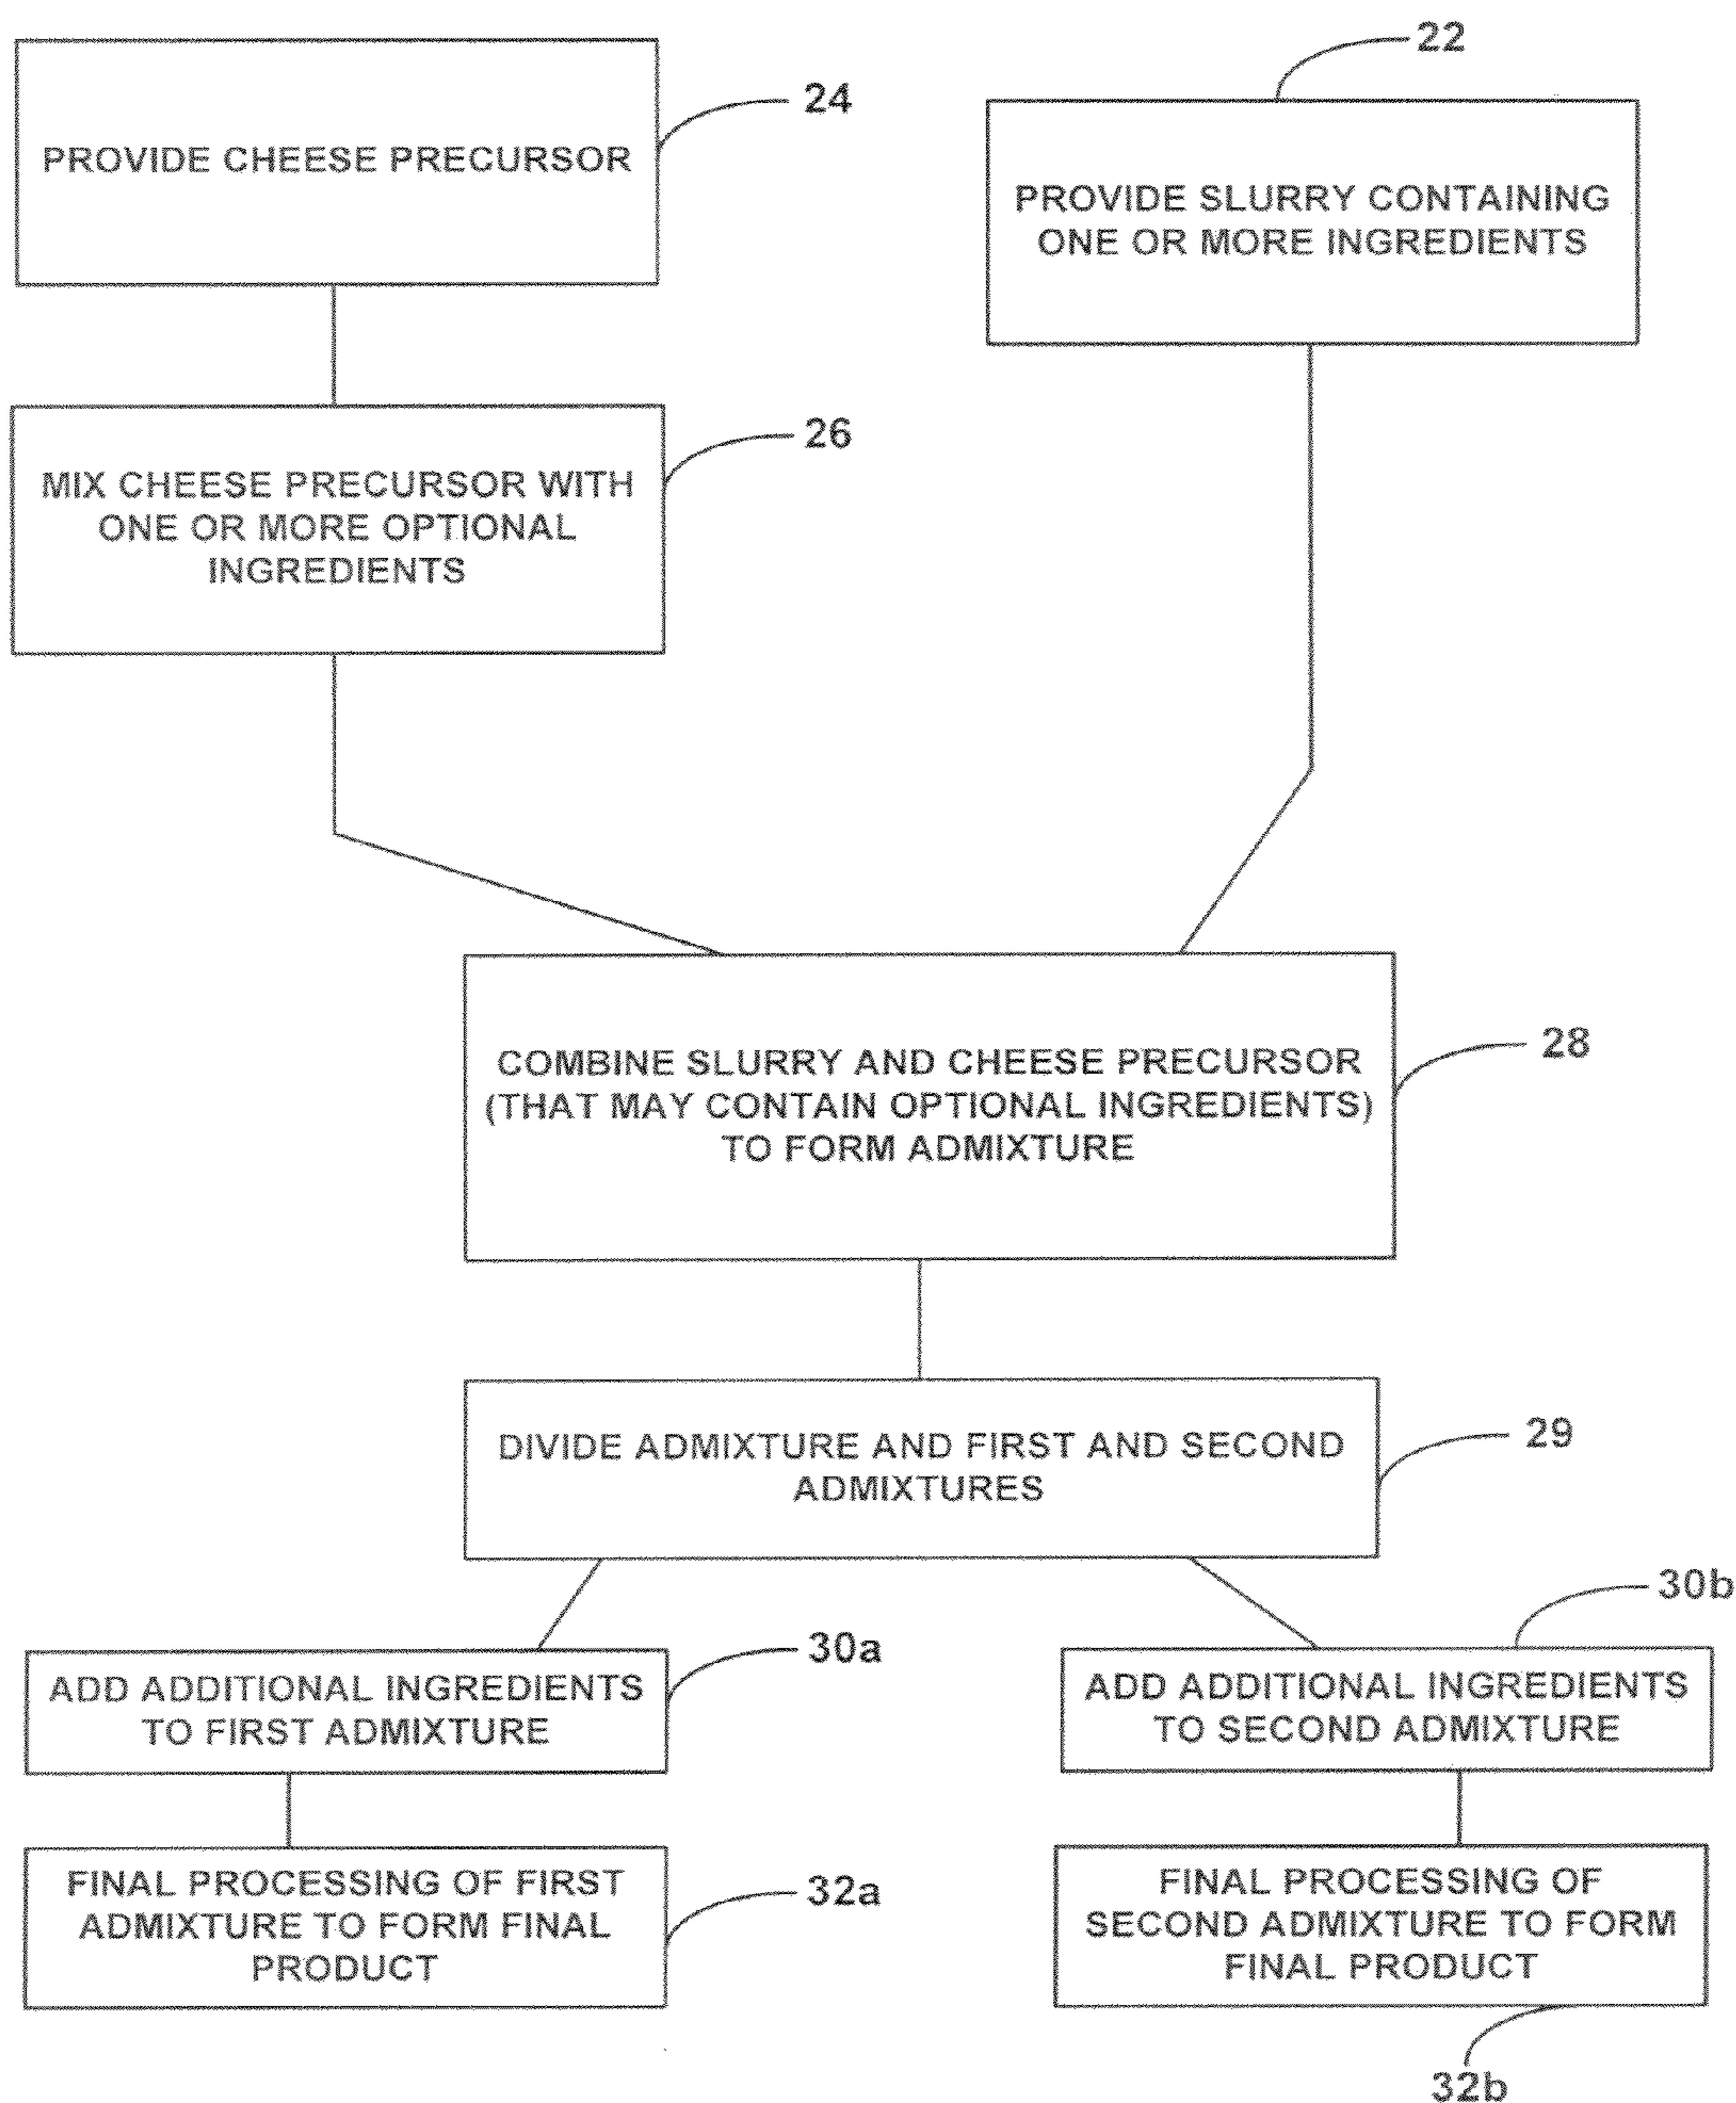 22
24
PROVIDE CHEESE PRECURSOR
PROVIDE SLURRY CONTAINING
ONE OR MORE INGREDIENTS
26
MIX CHEESE PRECURSOR WITH
ONE OR MORE OPTIONAL
INGREDIENTS
28
COMBINE SLURRY AND CHEESE PRECURSOR
(THAT MAY CONTAIN OPTIONAL INGREDIENTS)
TO FORM ADMIXTURE
29
DIVIDE ADMIXTURE AND FIRST AND SECOND
ADMIXTURES
30a
ADD ADDITIONAL INGREDIENTS
TO FIRST ADMIXTURE
30b
ADD ADDITIONAL INGREDIENTS
TO SECOND ADMIXTURE
32a
FINAL PROCESSING OF FIRST
ADMIXTURE TO FORM FINAL
PRODUCT
FINAL PROCESSING OF
SECOND ADMIXTURE TO FORM
FINAL PRODUCT
32b